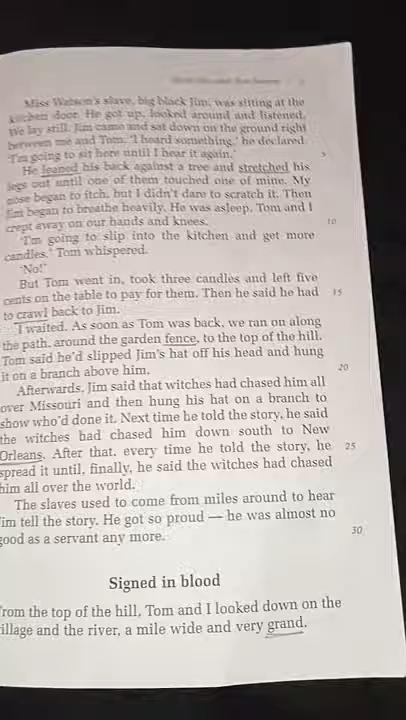 Miss Watson's slave, big black Jim, was sitting at the
kitchen door. He got up, looked around and listened.
We lay still. Jim came and sat down on the ground right
between me and Tom. 'I heard something,' he declared.
'I'm going to sit here until I hear it again.'
5
He leaned his back against a tree and stretched his
legs out until one of them touched one of mine. My
nose began to itch, but I didn't dare to scratch it. Then
Jim began to breathe heavily. He was asleep. Tom and I
crept away on our hands and knees.
10
'I'm going to slip into the kitchen and get more
candles,' Tom whispered.
'No!'
But Tom went in, took three candles and left five
cents on the table to pay for them. Then he said he had
15
to crawl back to Jim.
I waited. As soon as Tom was back, we ran on along
the path, around the garden fence, to the top of the hill.
Tom said he'd slipped Jim's hat off his head and hung
it on a branch above him.
20
Afterwards, Jim said that witches had chased him all
over Missouri and then hung his hat on a branch to
show who'd done it. Next time he told the story, he said
the witches had chased him down south to New
Orleans. After that, every time he told the story, he
25
spread it until, finally, he said the witches had chased
him all over the world.
The slaves used to come from miles around to hear
im tell the story. He got so proud — he was almost no
good as a servant any more.
30
Signed in blood
rom the top of the hill, Tom and I looked down on the
illage and the river, a mile wide and very grand.